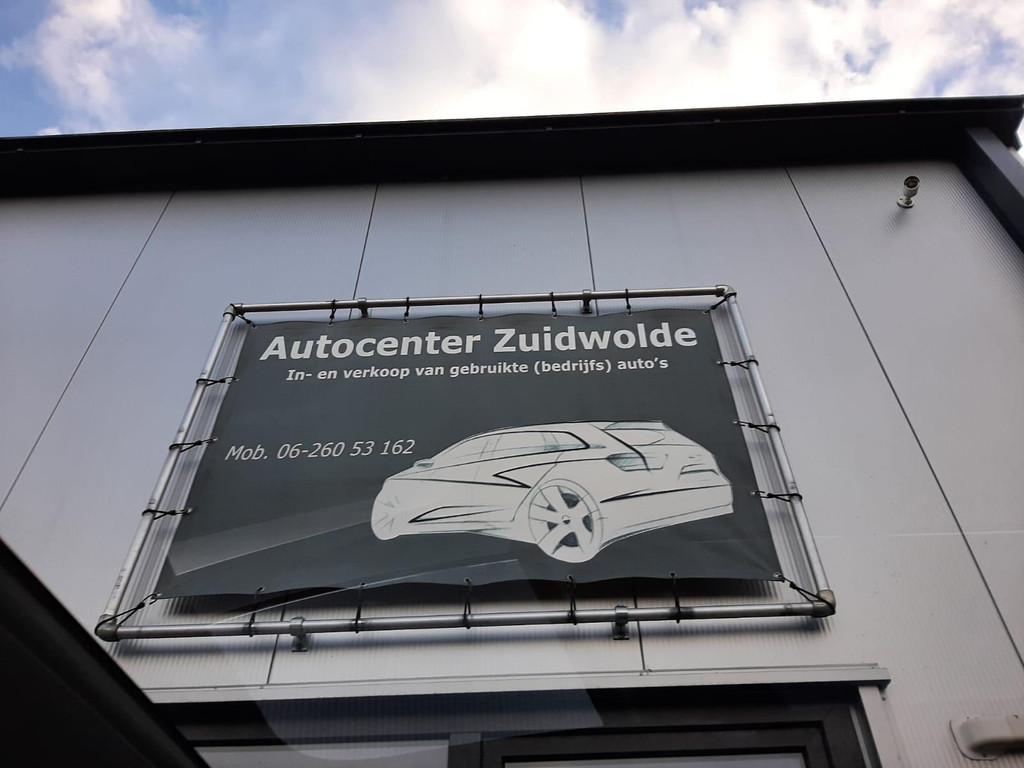 Autocenter Zuidwolde
In- en verkoop van gebruikte (bedrijfs) auto's
Mob. 06-260 53 162